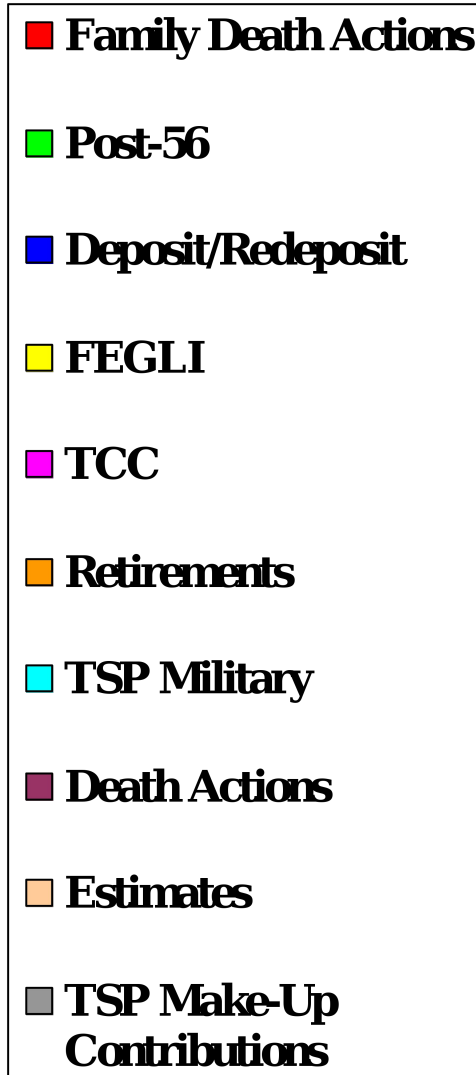 Family Death Actions
Post-56
Deposit/Redeposit
FEGLI
TCC
Retirements
TSP Military
Death Actions
Estimates
TSP Make-Up
Contributions